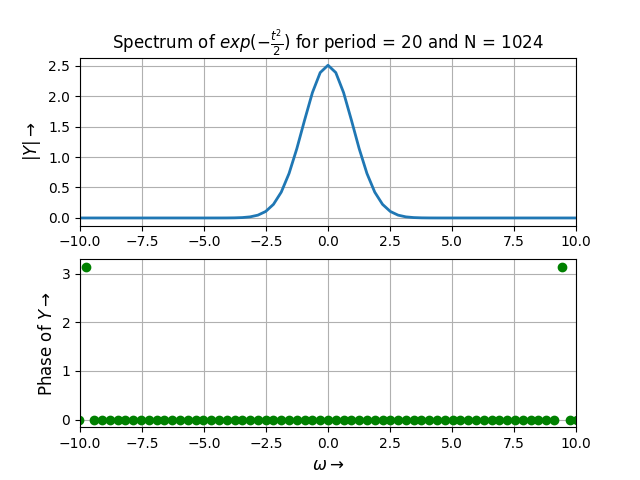 Spectrum of exp(−t²/2) for period = 20 and N = 1024
2.5
2.0
1.5
1.0
0.5
0.0
|Y| →
−10.0 −7.5 −5.0 −2.5 0.0 2.5 5.0 7.5 10.0
3
2
1
0
Phase of Y →
−10.0 −7.5 −5.0 −2.5 0.0 2.5 5.0 7.5 10.0
ω →